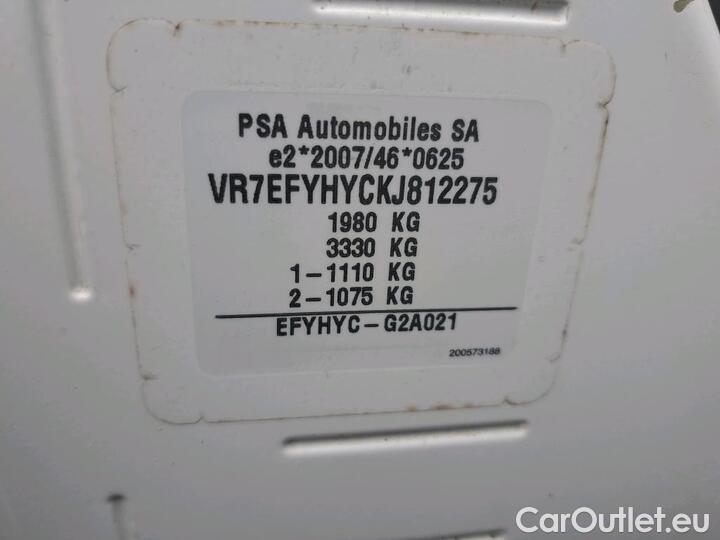 PSA Automobiles SA
e2*2007/46*0625
VR7EFYHYCKJ812275
1980 KG
3330 KG
1-1110 KG
2-1075 KG
EFYHYC-G2A021
200573188
CarOutlet.eu